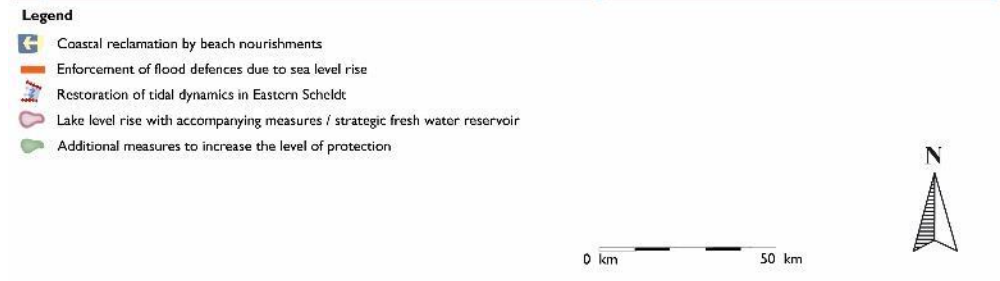 Legend
Coastal reclamation by beach nourishments
Enforcement of flood defences due to sea level rise
Restoration of tidal dynamics in Eastern Scheldt
Lake level rise with accompanying measures / strategic fresh water reservoir
Additional measures to increase the level of protection
N
0 km 50 km